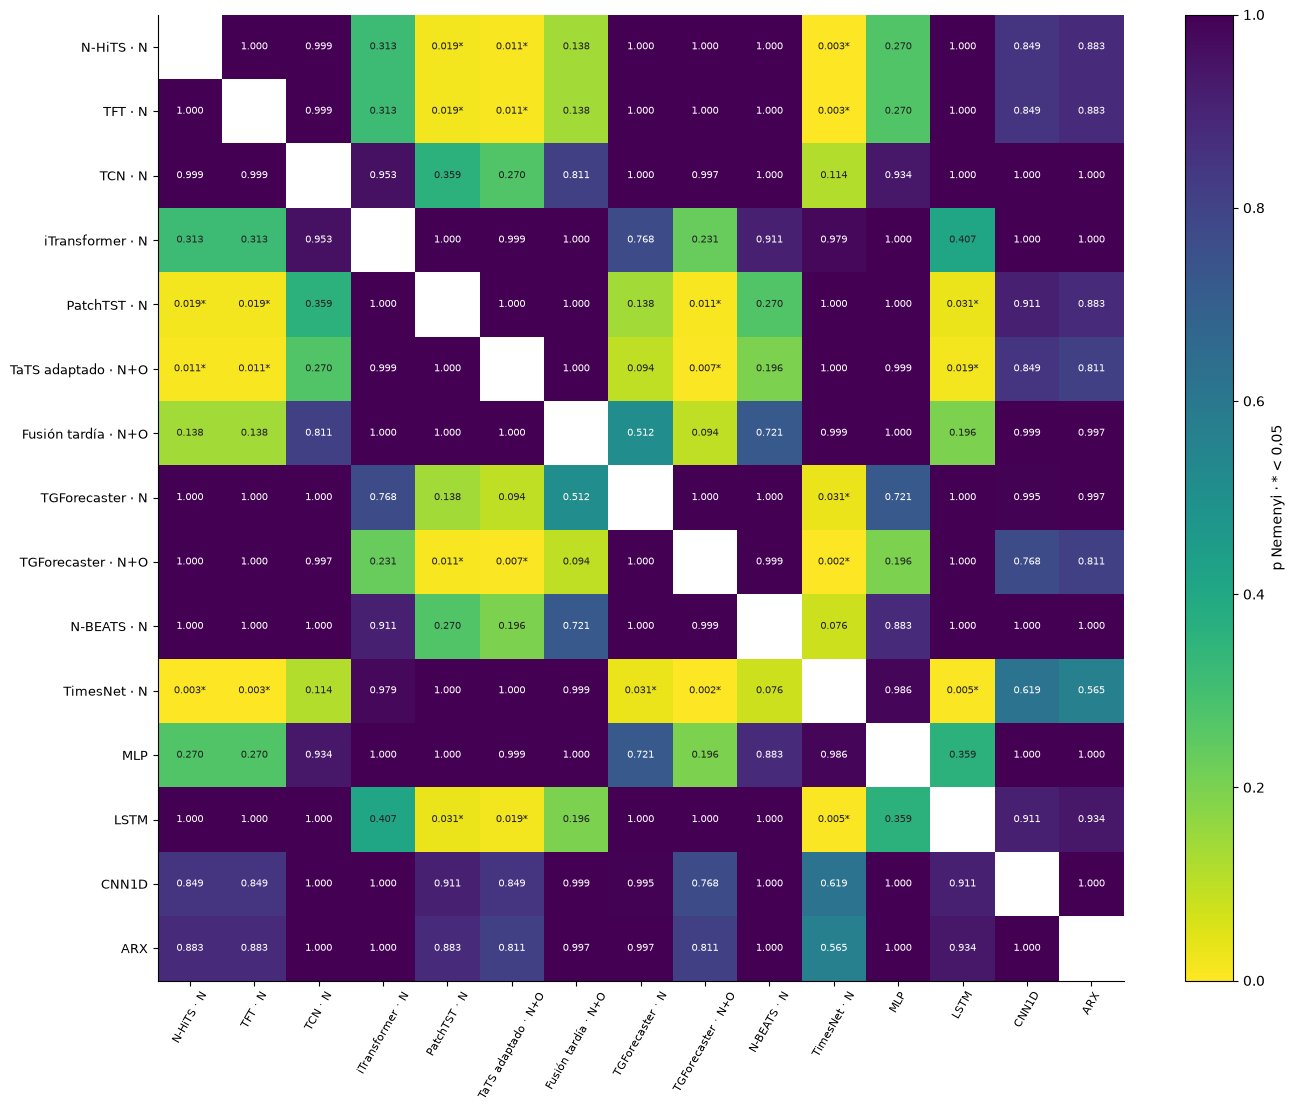 N-HiTS · N 1.000 0.999 0.313 0.019* 0.011* 0.138 1.000 1.000 1.000 0.003* 0.270 1.000 0.849 0.883
TFT · N 1.000 0.999 0.313 0.019* 0.011* 0.138 1.000 1.000 1.000 0.003* 0.270 1.000 0.849 0.883
TCN · N 0.999 0.999 0.953 0.359 0.270 0.811 1.000 0.997 1.000 0.114 0.934 1.000 1.000 1.000
iTransformer · N 0.313 0.313 0.953 1.000 0.999 1.000 0.768 0.231 0.911 0.979 1.000 0.407 1.000 1.000
PatchTST · N 0.019* 0.019* 0.359 1.000 1.000 1.000 0.138 0.011* 0.270 1.000 1.000 0.031* 0.911 0.883
TaTS adaptado · N+O 0.011* 0.011* 0.270 0.999 1.000 1.000 0.094 0.007* 0.196 1.000 0.999 0.019* 0.849 0.811
Fusión tardía · N+O 0.138 0.138 0.811 1.000 1.000 1.000 0.512 0.094 0.721 0.999 1.000 0.196 0.999 0.997
TGForecaster · N 1.000 1.000 1.000 0.768 0.138 0.094 0.512 1.000 1.000 0.031* 0.721 1.000 0.995 0.997
TGForecaster · N+O 1.000 1.000 0.997 0.231 0.011* 0.007* 0.094 1.000 0.999 0.002* 0.196 1.000 0.768 0.811
N-BEATS · N 1.000 1.000 1.000 0.911 0.270 0.196 0.721 1.000 0.999 0.076 0.883 1.000 1.000 1.000
TimesNet · N 0.003* 0.003* 0.114 0.979 1.000 1.000 0.999 0.031* 0.002* 0.076 0.986 0.005* 0.619 0.565
MLP 0.270 0.270 0.934 1.000 1.000 0.999 1.000 0.721 0.196 0.883 0.986 0.359 1.000 1.000
LSTM 1.000 1.000 1.000 0.407 0.031* 0.019* 0.196 1.000 1.000 1.000 0.005* 0.359 0.911 0.934
CNN1D 0.849 0.849 1.000 1.000 0.911 0.849 0.999 0.995 0.768 1.000 0.619 1.000 0.911 1.000
ARX 0.883 0.883 1.000 1.000 0.883 0.811 0.997 0.997 0.811 1.000 0.565 1.000 0.934 1.000
N-HiTS · N
TFT · N
TCN · N
iTransformer · N
PatchTST · N
TaTS adaptado · N+O
Fusión tardía · N+O
TGForecaster · N
TGForecaster · N+O
N-BEATS · N
TimesNet · N
MLP
LSTM
CNN1D
ARX
1.0
0.8
0.6
0.4
0.2
0.0
p Nemenyi · * < 0,05